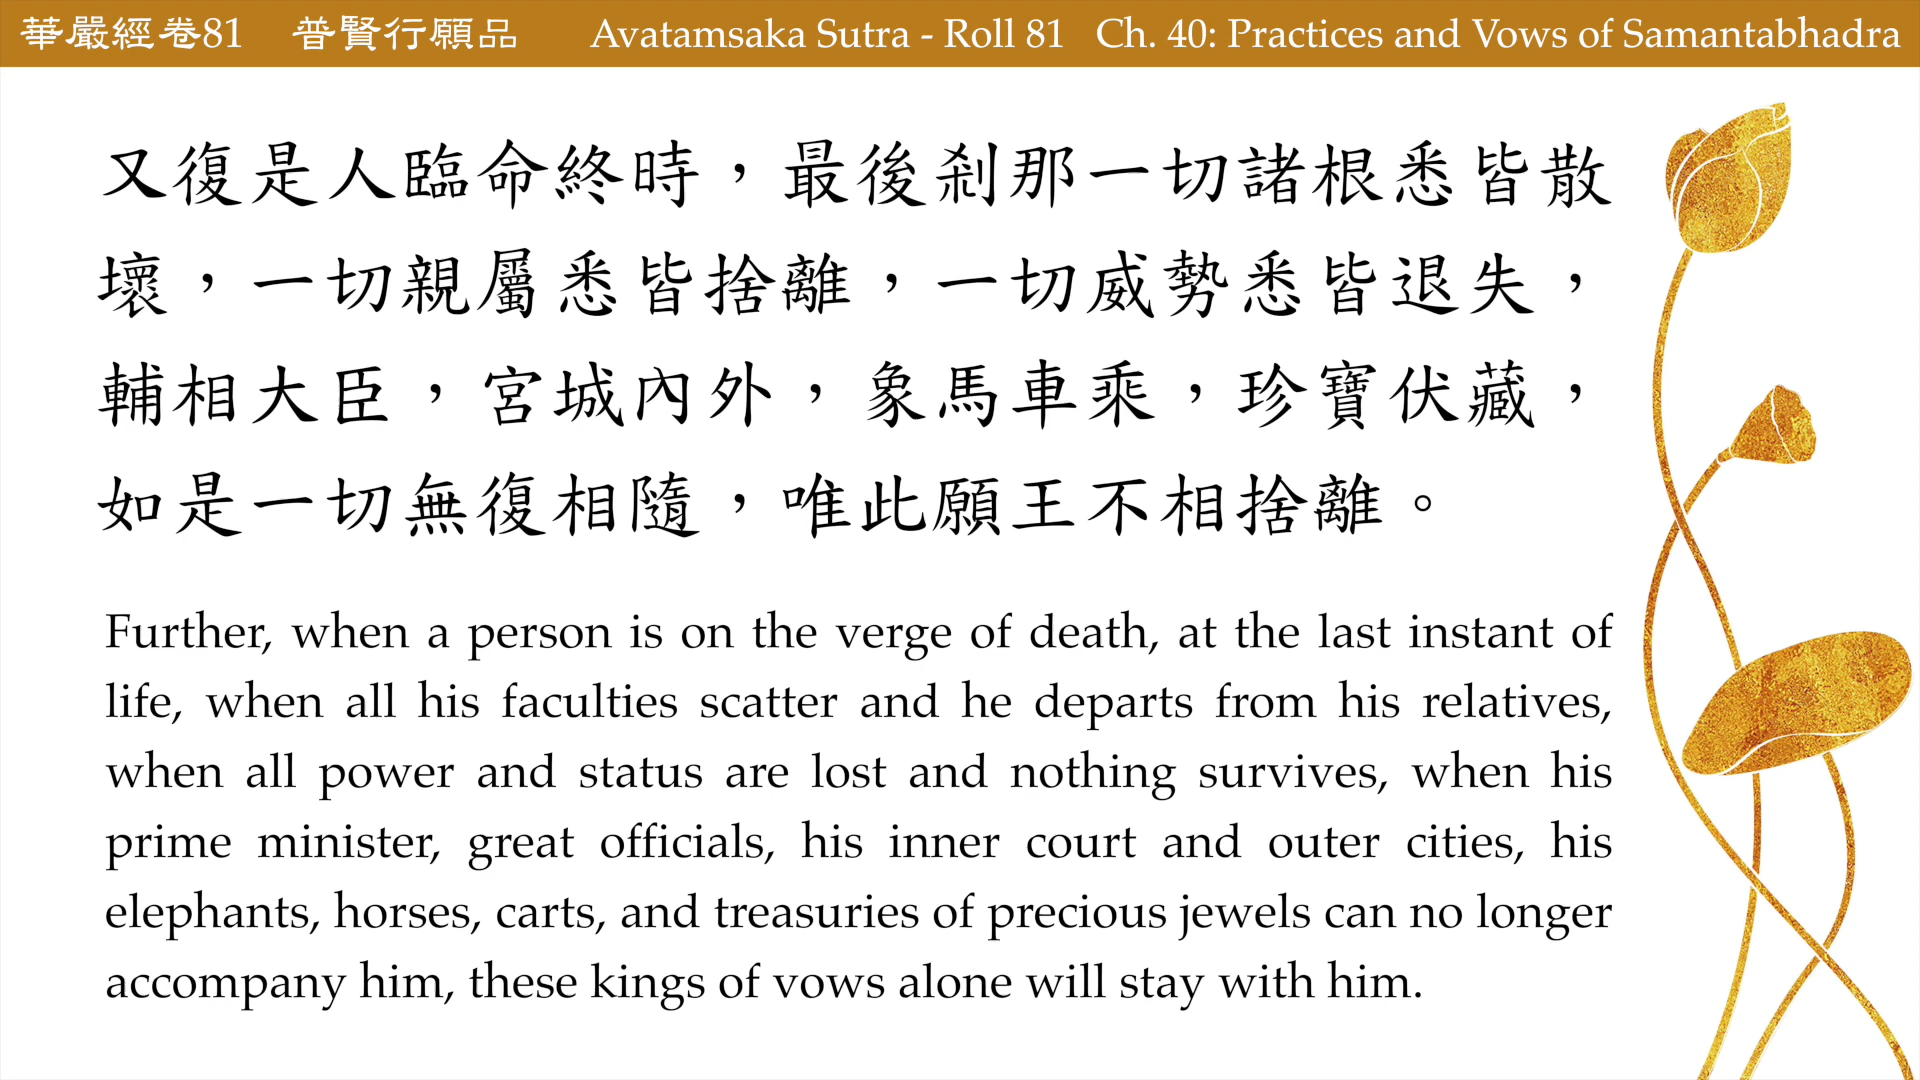 華嚴經卷81 普賢行願品 Avatamsaka Sutra - Roll 81 Ch. 40: Practices and Vows of Samantabhadra
又復是人臨命終時，最後剎那一切諸根悉皆散
壞，一切親屬悉皆捨離，一切威勢悉皆退失，
輔相大臣，宮城內外，象馬車乘，珍寶伏藏，
如是一切無復相隨，唯此願王不相捨離。
Further, when a person is on the verge of death, at the last instant of
life, when all his faculties scatter and he departs from his relatives,
when all power and status are lost and nothing survives, when his
prime minister, great officials, his inner court and outer cities, his
elephants, horses, carts, and treasuries of precious jewels can no longer
accompany him, these kings of vows alone will stay with him.